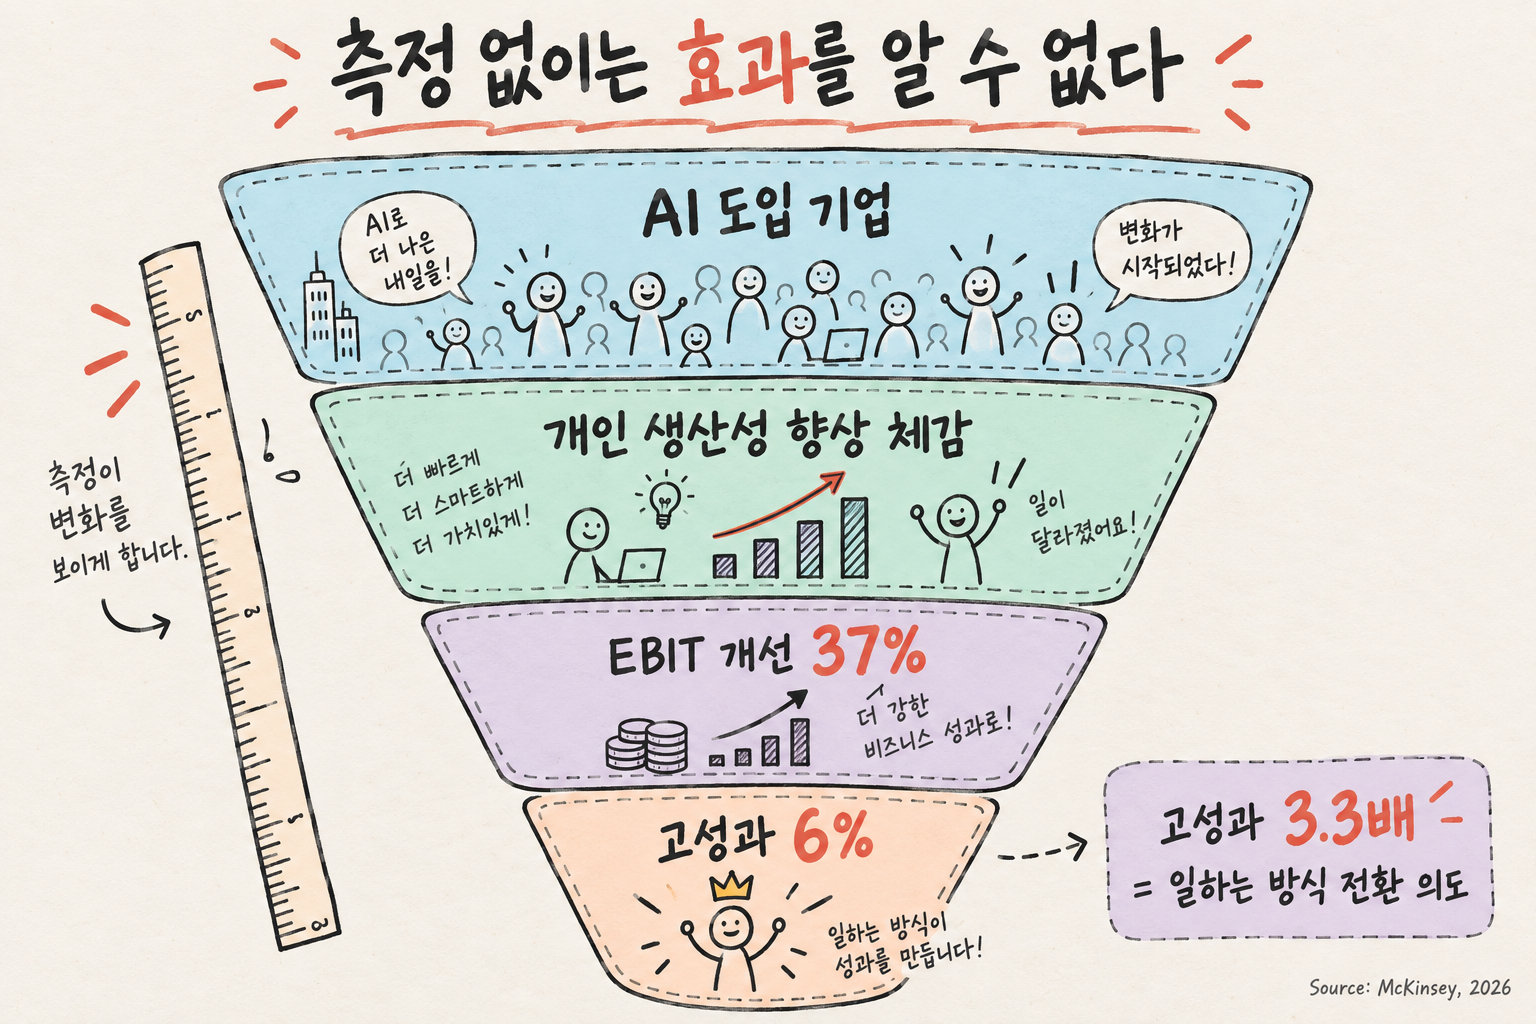 측정 없이는 효과를 알 수 없다
AI 도입 기업
AI로
더 나은
내일을!
변화가
시작되었다!
측정이
변화를
보이게 합니다.
개인 생산성 향상 체감
더 빠르게
더 스마트하게
더 가치있게!
일이
달라졌어요!
EBIT 개선 37%
더 강한
비즈니스 성과로!
고성과 6%
일하는 방식이
성과를 만듭니다!
고성과 3.3배
= 일하는 방식 전환 의도
Source: McKinsey, 2026